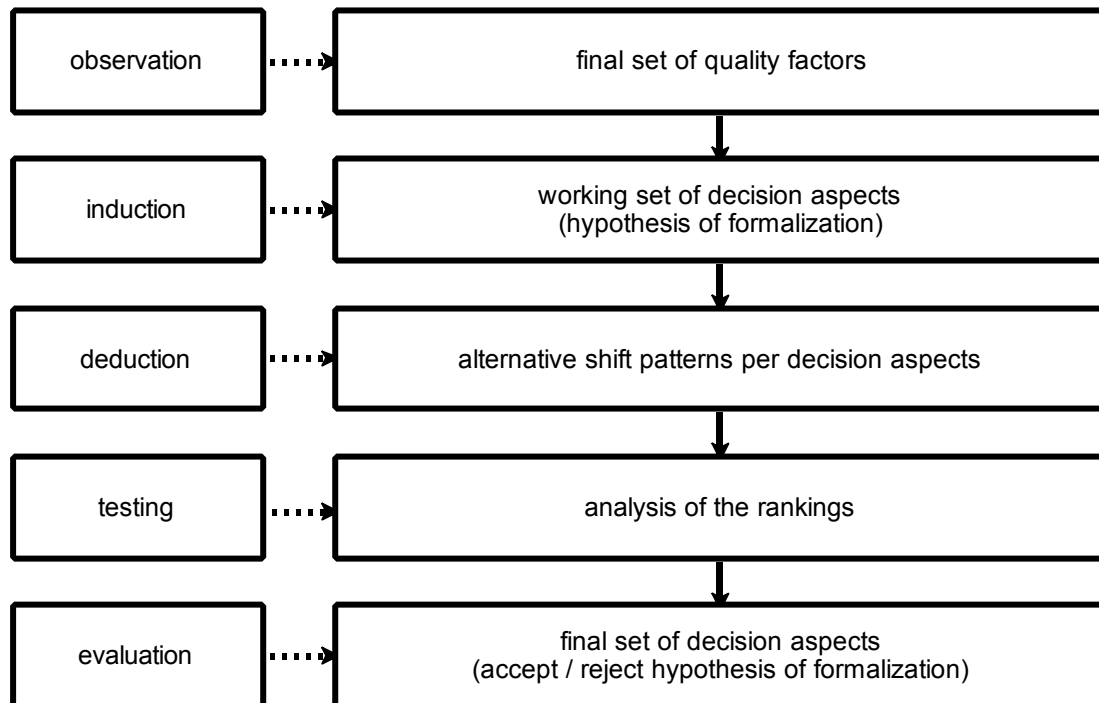 observation
final set of quality factors
induction
working set of decision aspects
(hypothesis of formalization)
deduction
alternative shift patterns per decision aspects
testing
analysis of the rankings
evaluation
final set of decision aspects
(accept / reject hypothesis of formalization)